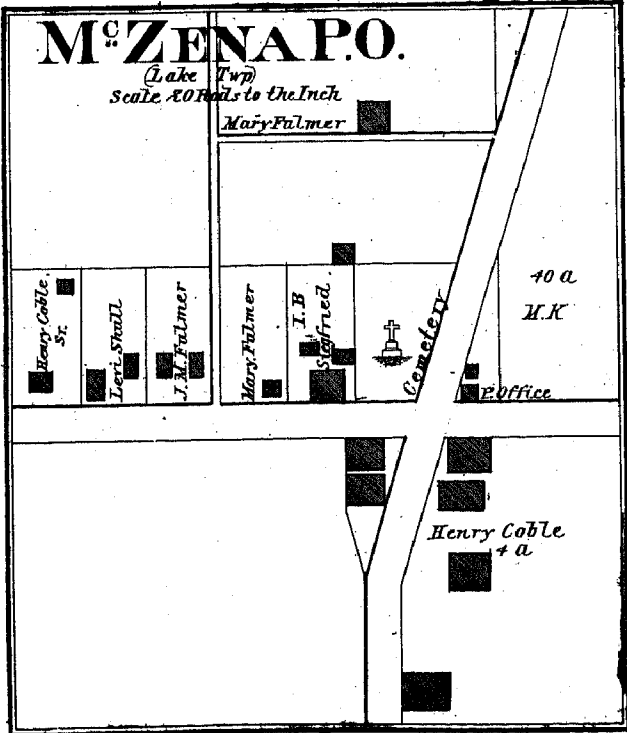 McZENA P.O.
(Lake Twp)
Scale 80 Rods to the Inch
Mary Fulmer
Henry Coble.
Sr.
Levi Shull
J.M. Fulmer
Mary Fulmer
I.B
Siegfried.
Cemetery
40 a
M.K
P.Office
Henry Coble
4 a